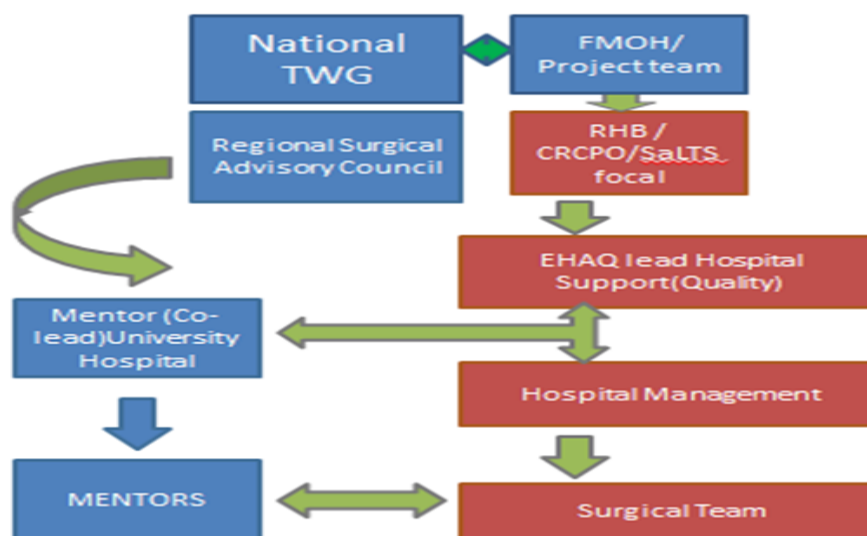 National
TWG
FMOH/
Project team
Regional Surgical
Advisory Council
RHB /
CRCPO/SaLTS
focal
EHAQ lead Hospital
Support(Quality)
Mentor (Co-
lead)University
Hospital
Hospital Management
MENTORS
Surgical Team